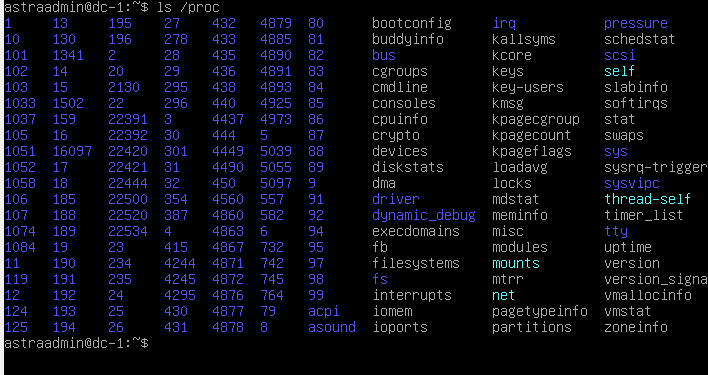 astraadmin@dc-1:~$ ls /proc
1 13 195 27 432 4879 80 bootconfig irq pressure
10 130 196 278 433 4885 81 buddyinfo kallsyms schedstat
101 1341 2 28 435 4890 82 bus kcore scsi
102 14 20 29 436 4891 83 cgroups keys self
103 15 2130 295 438 4893 84 cmdline key-users slabinfo
1033 1502 22 296 440 4925 85 consoles kmsg softirqs
1037 159 22391 3 4437 4973 86 cpuinfo kpagecgroup stat
105 16 22392 30 444 5 87 crypto kpagecount swaps
1051 16097 22420 301 4449 5039 88 devices kpageflags sys
1052 17 22421 31 4490 5055 89 diskstats loadavg sysrq-trigger
1058 18 22444 32 450 5097 9 dma locks sysvipc
106 185 22500 354 4560 557 91 driver mdstat thread-self
107 188 22520 387 4860 582 92 dynamic_debug meminfo timer_list
1074 189 22534 4 4863 6 94 execdomains misc tty
1084 19 23 415 4867 732 95 fb modules uptime
11 190 234 4244 4871 742 97 filesystems mounts version
119 191 235 4245 4872 745 98 fs mtrr version_signa
12 192 24 4295 4876 764 99 interrupts net vmallocinfo
124 193 25 430 4877 79 acpi iomem pagetypeinfo vmstat
125 194 26 431 4878 8 asound ioports partitions zoneinfo
astraadmin@dc-1:~$